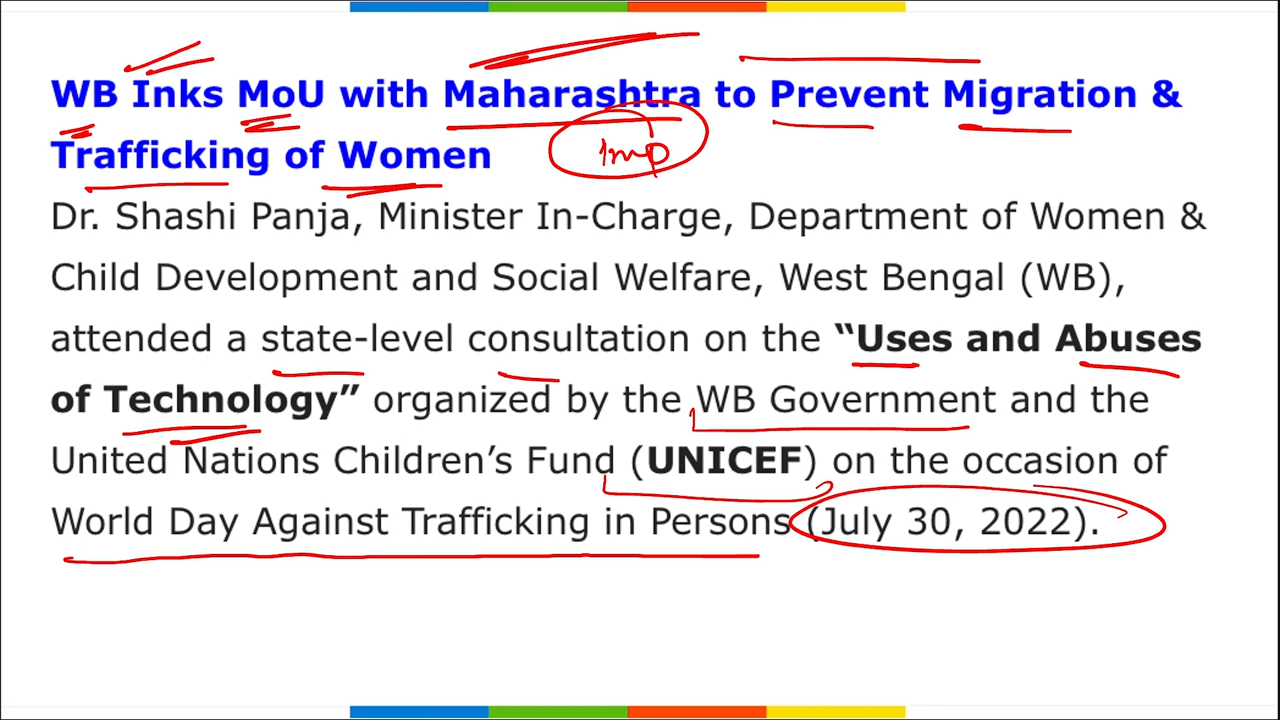 WB Inks MoU with Maharashtra to Prevent Migration &
Trafficking of Women
Imp
Dr. Shashi Panja, Minister In-Charge, Department of Women &
Child Development and Social Welfare, West Bengal (WB),
attended a state-level consultation on the “Uses and Abuses
of Technology” organized by the WB Government and the
United Nations Children’s Fund (UNICEF) on the occasion of
World Day Against Trafficking in Persons (July 30, 2022).